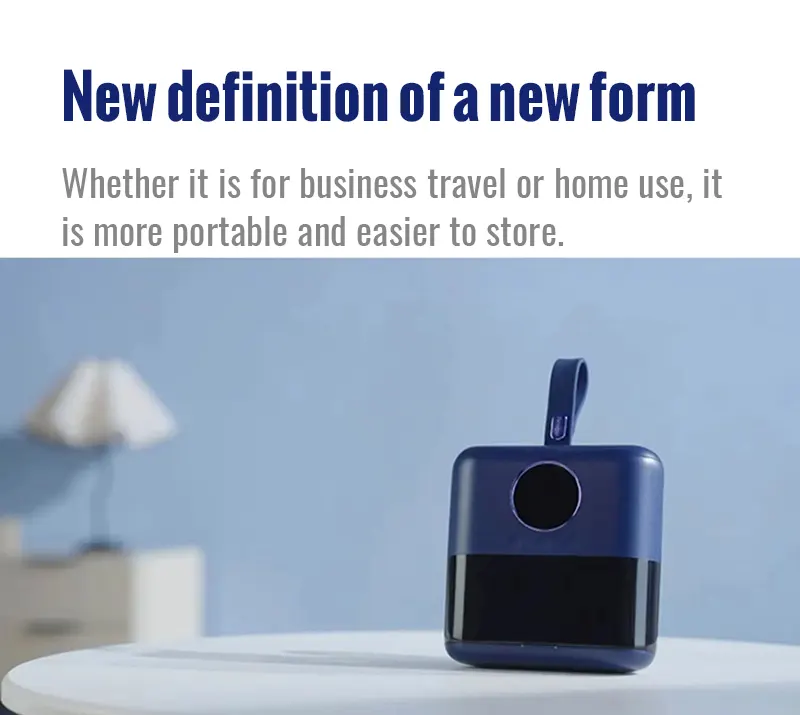 New definition of a new form
Whether it is for business travel or home use, it
is more portable and easier to store.